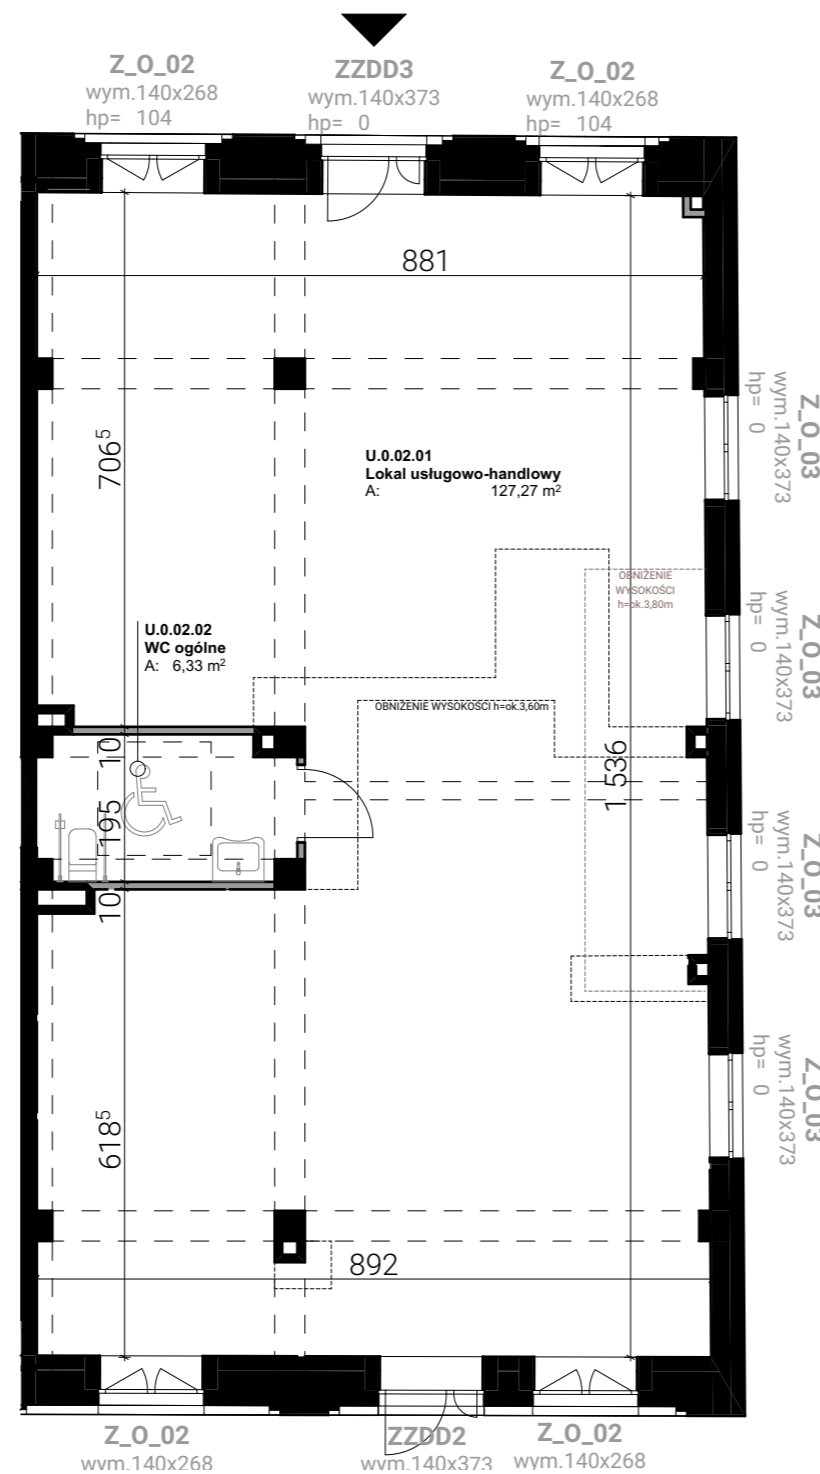 Z_O_02
wym.140x268
hp= 104
ZZDD3
wym.140x373
hp= 0
Z_O_02
wym.140x268
hp= 104
881
706⁵
U.0.02.01
Lokal usługowo-handlowy
A: 127,27 m²
Z_O_03
wym.140x373
hp= 0
OBNIŻENIE
WYSOKOŚCI
h=ok.3,80m
U.0.02.02
WC ogólne
A: 6,33 m²
Z_O_03
wym.140x373
hp= 0
OBNIŻENIE WYSOKOŚCI h=ok.3,60m
10
195
10
1 536
Z_O_03
wym.140x373
hp= 0
Z_O_03
wym.140x373
hp= 0
618⁵
892
Z_O_02
wym.140x268
ZZDD2
wym.140x373
Z_O_02
wym.140x268